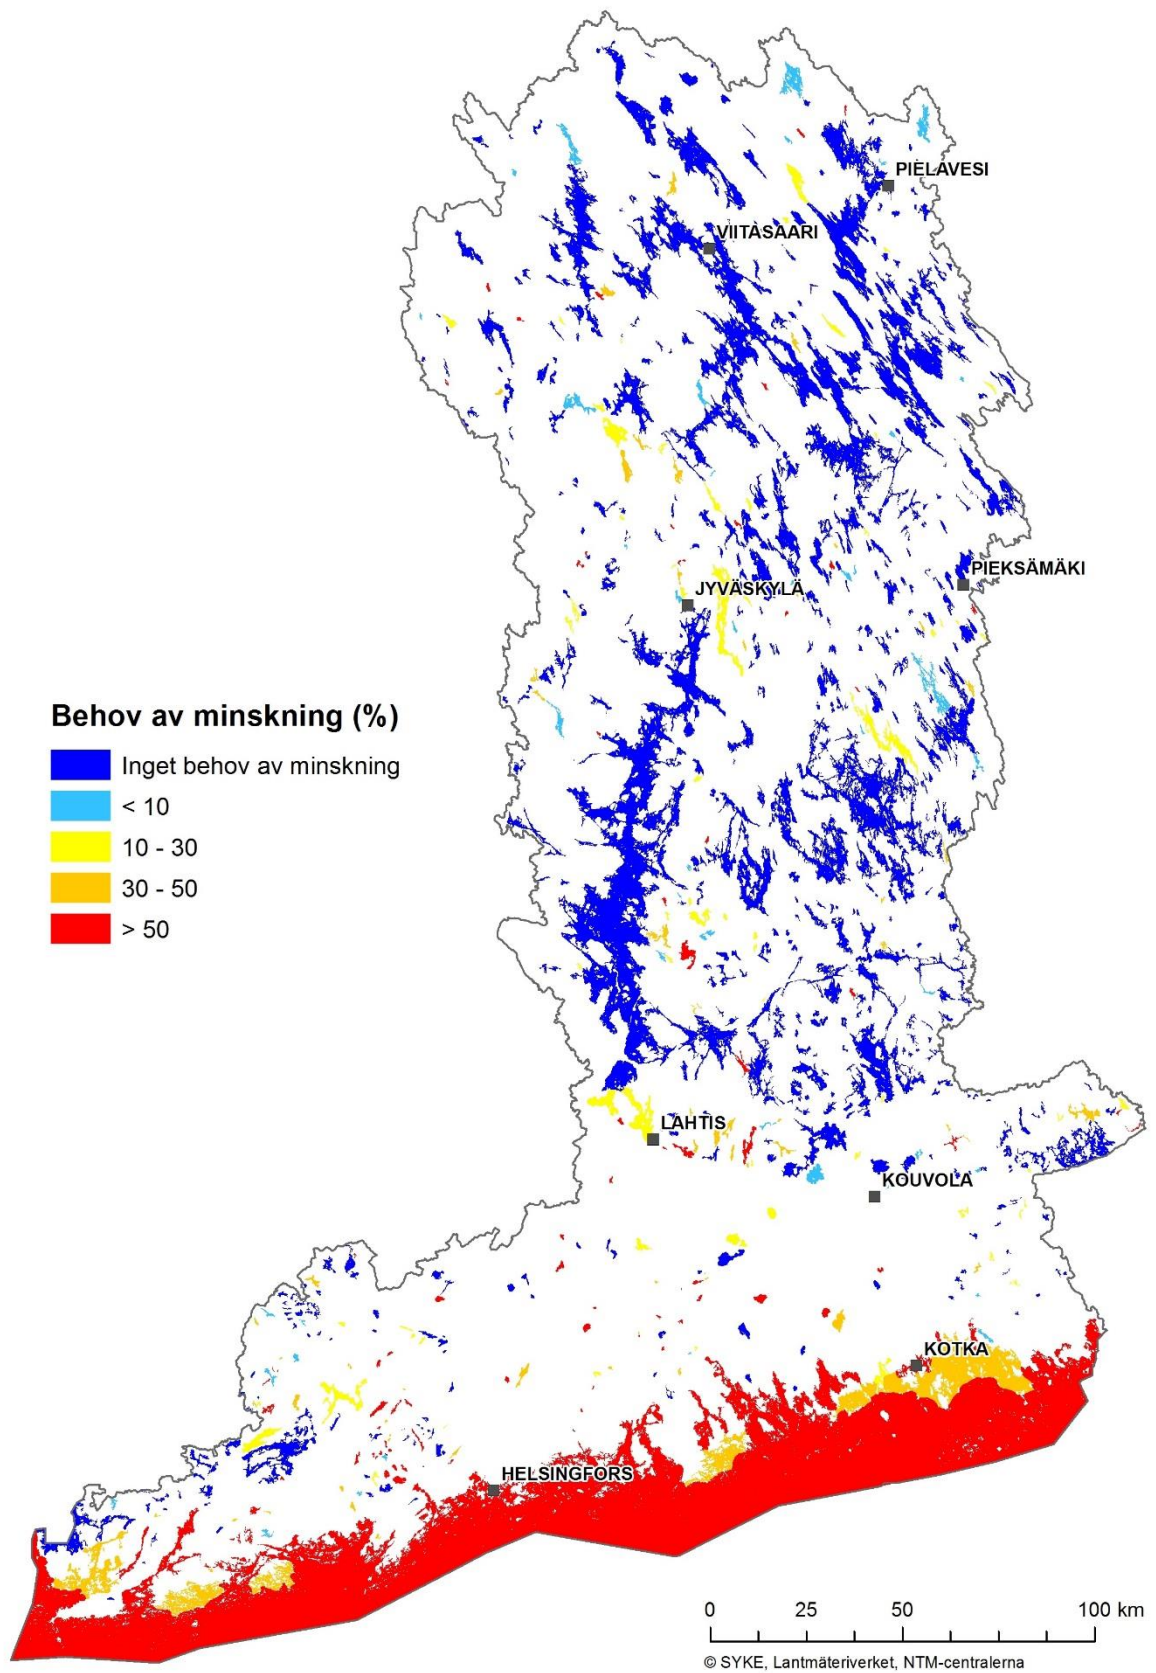 PIELAVESI
VIITASAARI
PIEKSÄMÄKI
JYVÄSKYLÄ
Behov av minskning (%)
Inget behov av minskning
< 10
10 - 30
30 - 50
> 50
LAHTIS
KOUVOLA
KOTKA
HELSINGFORS
0 25 50 100 km
© SYKE, Lantmäteriverket, NTM-centralerna